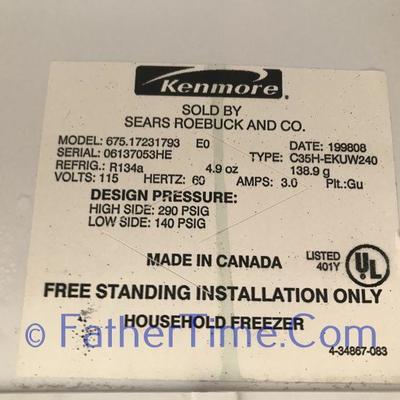 Kenmore
SOLD BY
SEARS ROEBUCK AND CO.
MODEL: 675.17231793 E0 DATE: 199808
SERIAL: 06137053HE TYPE: C35H-EKUW240
REFRIG.: R134a 4.9 oz 138.9 g
VOLTS: 115 HERTZ: 60 AMPS: 3.0 Plt.:Gu
DESIGN PRESSURE:
HIGH SIDE: 290 PSIG
LOW SIDE: 140 PSIG
MADE IN CANADA
LISTED
401Y
UL
FREE STANDING INSTALLATION ONLY
HOUSEHOLD FREEZER
© FatherTime.Com
4-34867-083